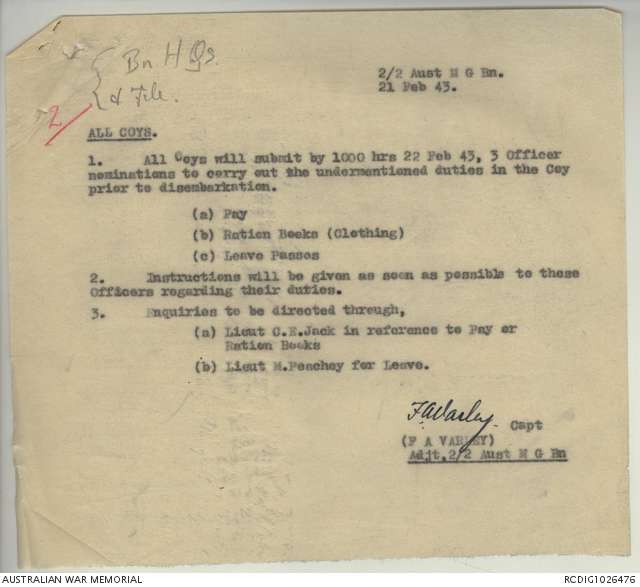 Bn H Qs.
& File.
2
2/2 Aust M G Bn.
21 Feb 43.
ALL COYS.
1. All Coys will submit by 1000 hrs 22 Feb 43, 3 Officer
nominations to carry out the undermentioned duties in the Coy
prior to disembarkation.
(a) Pay
(b) Ration Books (Clothing)
(c) Leave Passes
2. Instructions will be given as soon as possible to these
Officers regarding their duties.
3. Enquiries to be directed through,
(a) Lieut C.E.Jack in reference to Pay or
Ration Books
(b) Lieut M.Peachey for Leave.
F A Varley. Capt
(F A VARLEY)
Adjt, 2/2 Aust M G Bn
AUSTRALIAN WAR MEMORIAL
RCDIG1026476